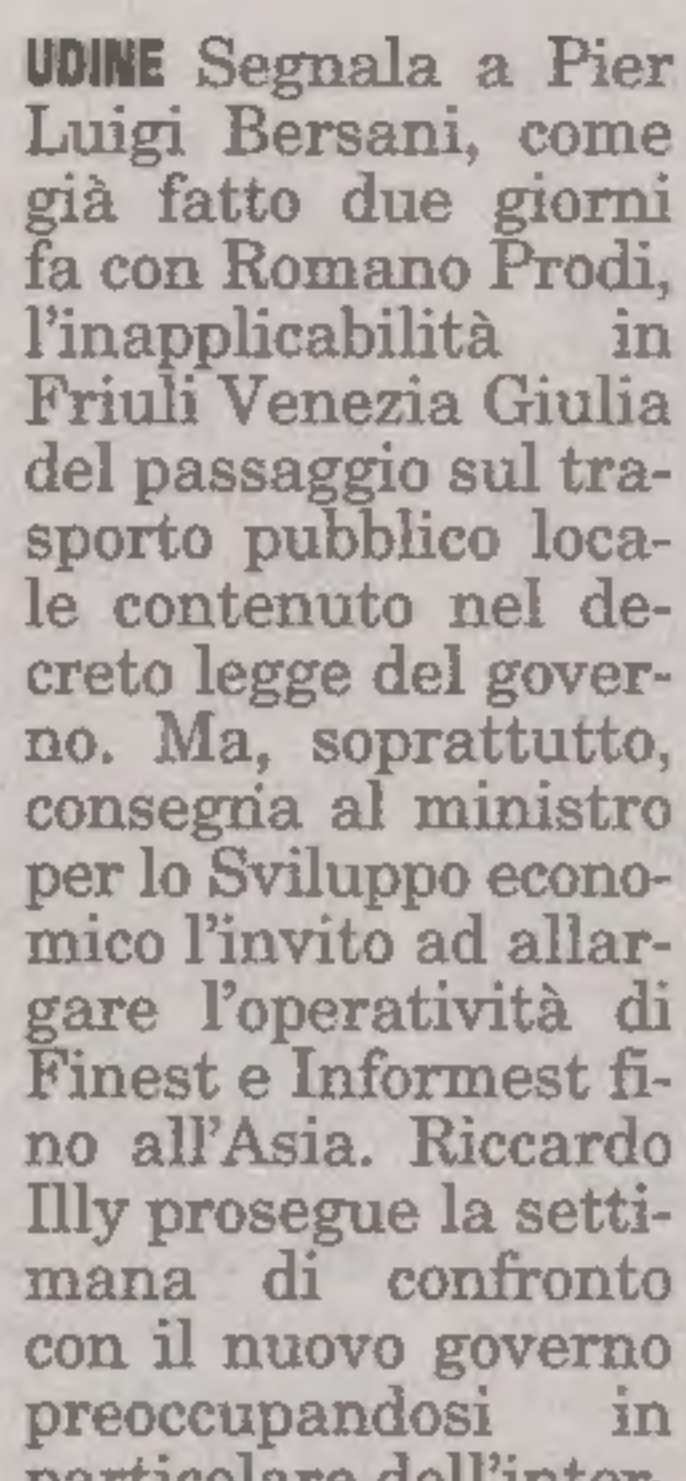 UDINE Segnala a Pier
Luigi Bersani, come
già fatto due giorni
fa con Romano Prodi,
l'inapplicabilità in
Friuli Venezia Giulia
del passaggio sul tra-
sporto pubblico loca-
le contenuto nel de-
creto legge del gover-
no. Ma, soprattutto,
consegna al ministro
per lo Sviluppo econo-
mico l'invito ad allar-
gare l'operatività di
Finest e Informest fi-
no all'Asia. Riccardo
Illy prosegue la setti-
mana di confronto
con il nuovo governo
preoccupandosi in
particolare dell'inter-